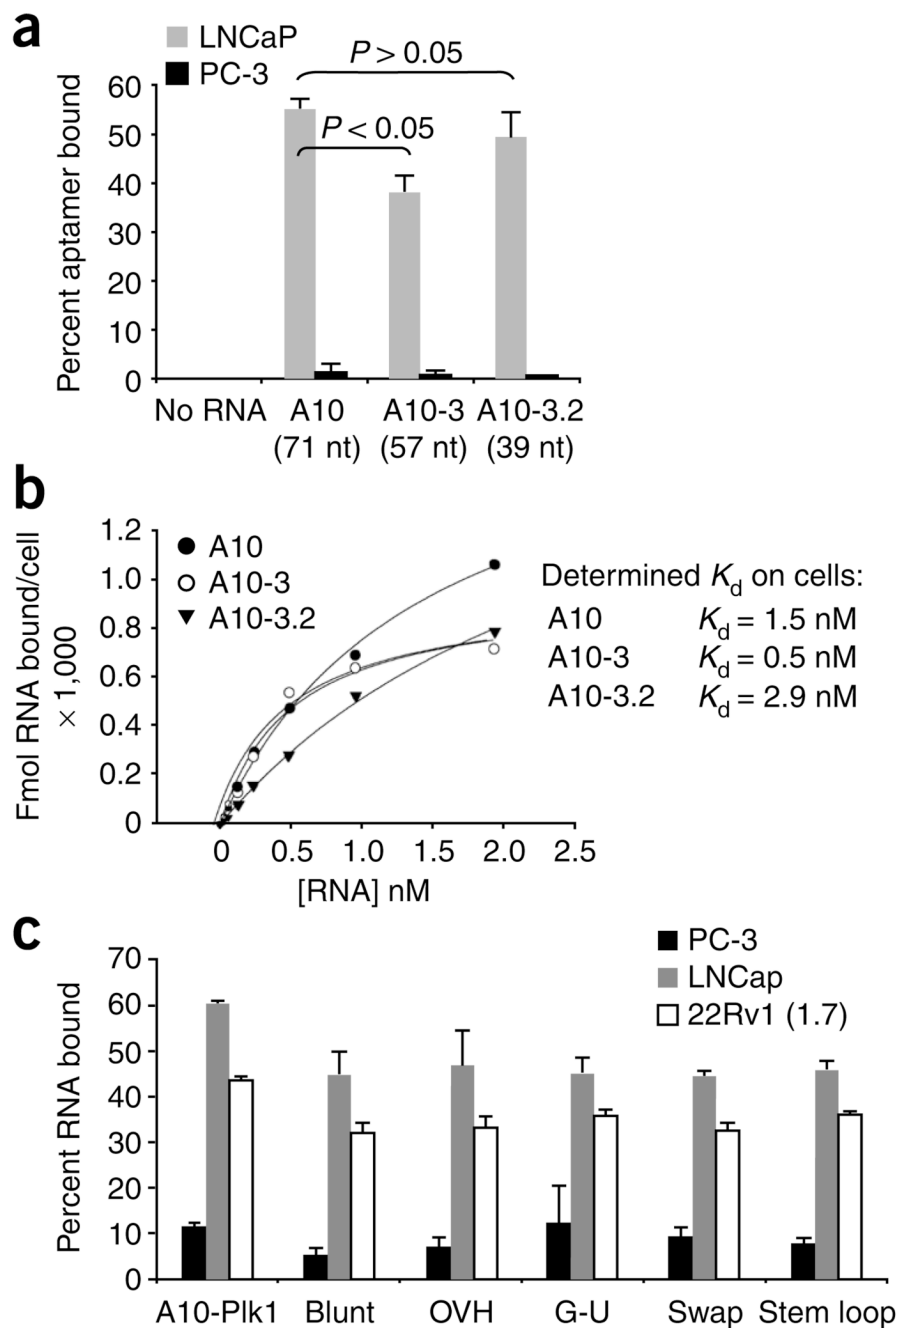 a
LNCaP
PC-3
P > 0.05
P < 0.05
Percent aptamer bound
60
50
40
30
20
10
0
No RNA A10 A10-3 A10-3.2
(71 nt) (57 nt) (39 nt)
b
Fmol RNA bound/cell
× 1,000
1.2
1.0
0.8
0.6
0.4
0.2
0
A10
A10-3
A10-3.2
0 0.5 1.0 1.5 2.0 2.5
[RNA] nM
Determined Kd on cells:
A10 Kd = 1.5 nM
A10-3 Kd = 0.5 nM
A10-3.2 Kd = 2.9 nM
c
PC-3
LNCap
22Rv1 (1.7)
Percent RNA bound
70
60
50
40
30
20
10
0
A10-Plk1 Blunt OVH G-U Swap Stem loop